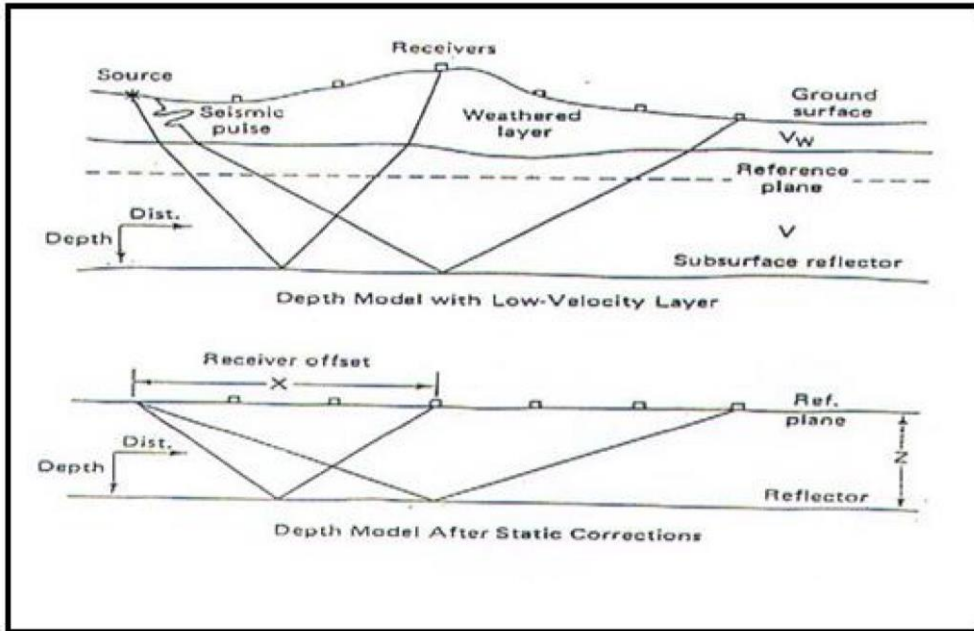 Receivers
Source
Seismic
pulse
Weathered
layer
Ground
surface
VW
Reference
plane
Dist.
Depth
V
Subsurface reflector
Depth Model with Low-Velocity Layer
Receiver offset
X
Ref.
plane
Dist.
Depth
Z
Reflector
Depth Model After Static Corrections